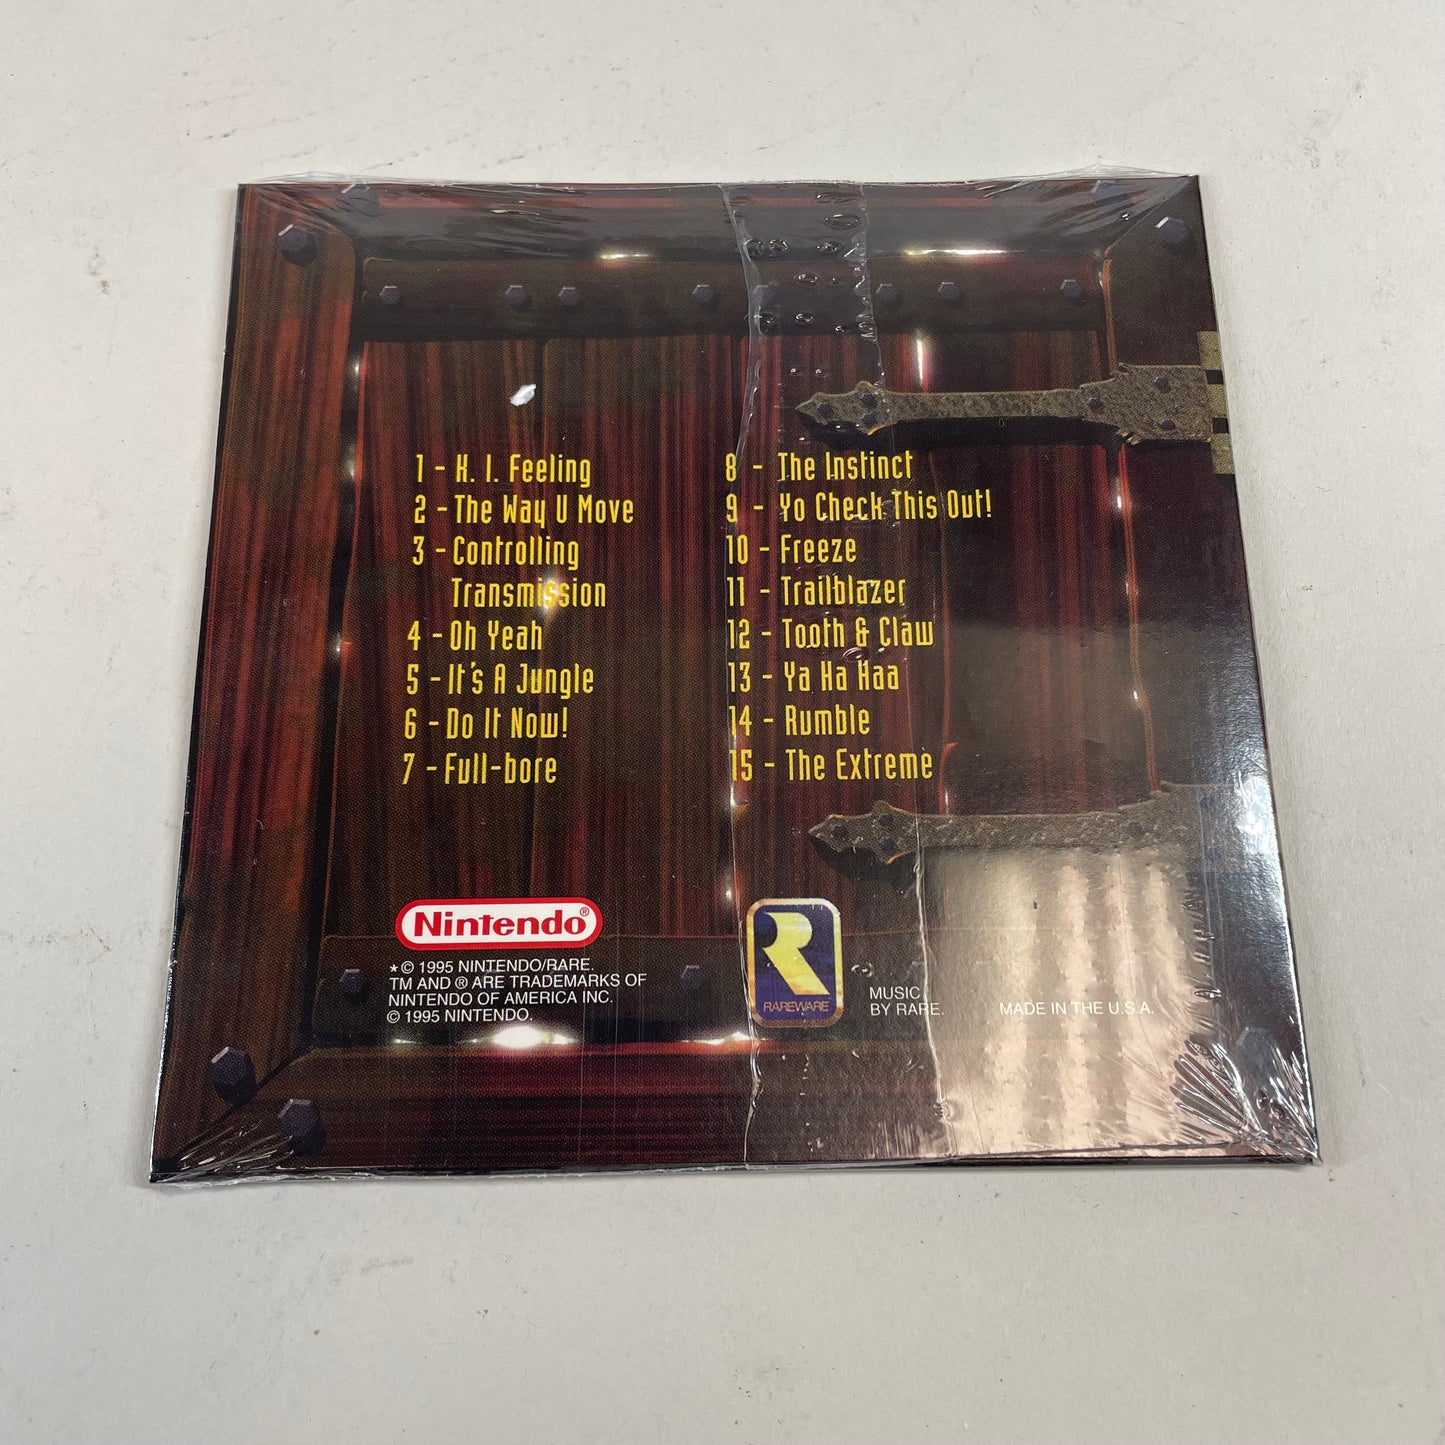 1 - K. I. Feeling
2 - The Way U Move
3 - Controlling
Transmission
4 - Oh Yeah
5 - It's A Jungle
6 - Do It Now!
7 - Full-bore
8 - The Instinct
9 - Yo Check This Out!
10 - Freeze
11 - Trailblazer
12 - Tooth & Claw
13 - Ya Ha Haa
14 - Rumble
15 - The Extreme
Nintendo®
*© 1995 NINTENDO/RARE.
TM AND ® ARE TRADEMARKS OF
NINTENDO OF AMERICA INC.
© 1995 NINTENDO.
R
RAREWARE
MUSIC
BY RARE.
MADE IN THE U.S.A.